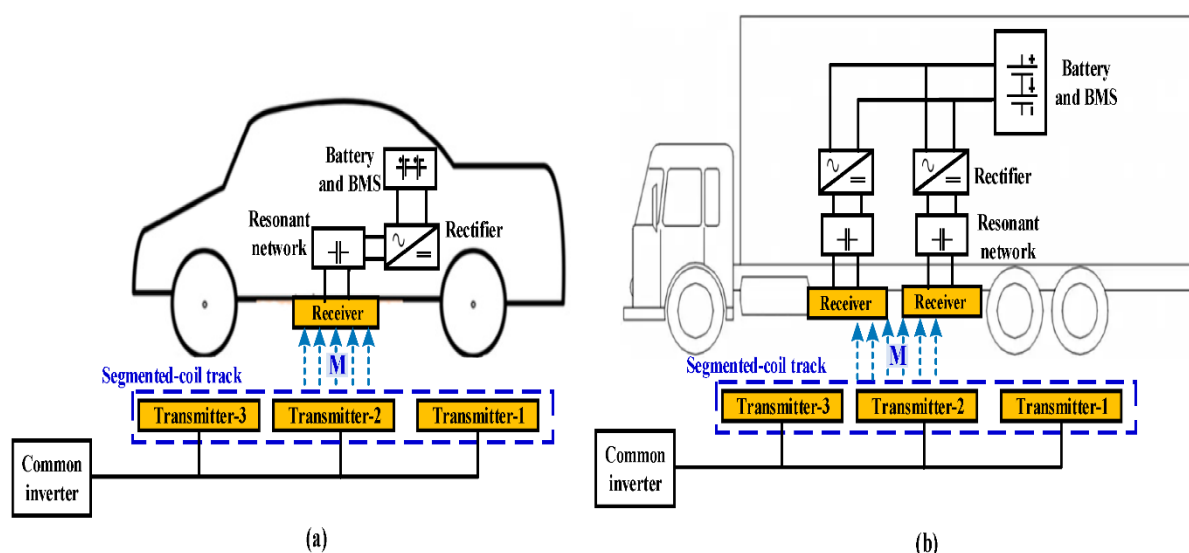 Battery
and BMS
Resonant
network
Rectifier
Receiver
M
Segmented-coil track
Transmitter-3 Transmitter-2 Transmitter-1
Common
inverter
(a)
Battery
and BMS
Rectifier
Resonant
network
Receiver Receiver
M
Segmented-coil track
Transmitter-3 Transmitter-2 Transmitter-1
Common
inverter
(b)